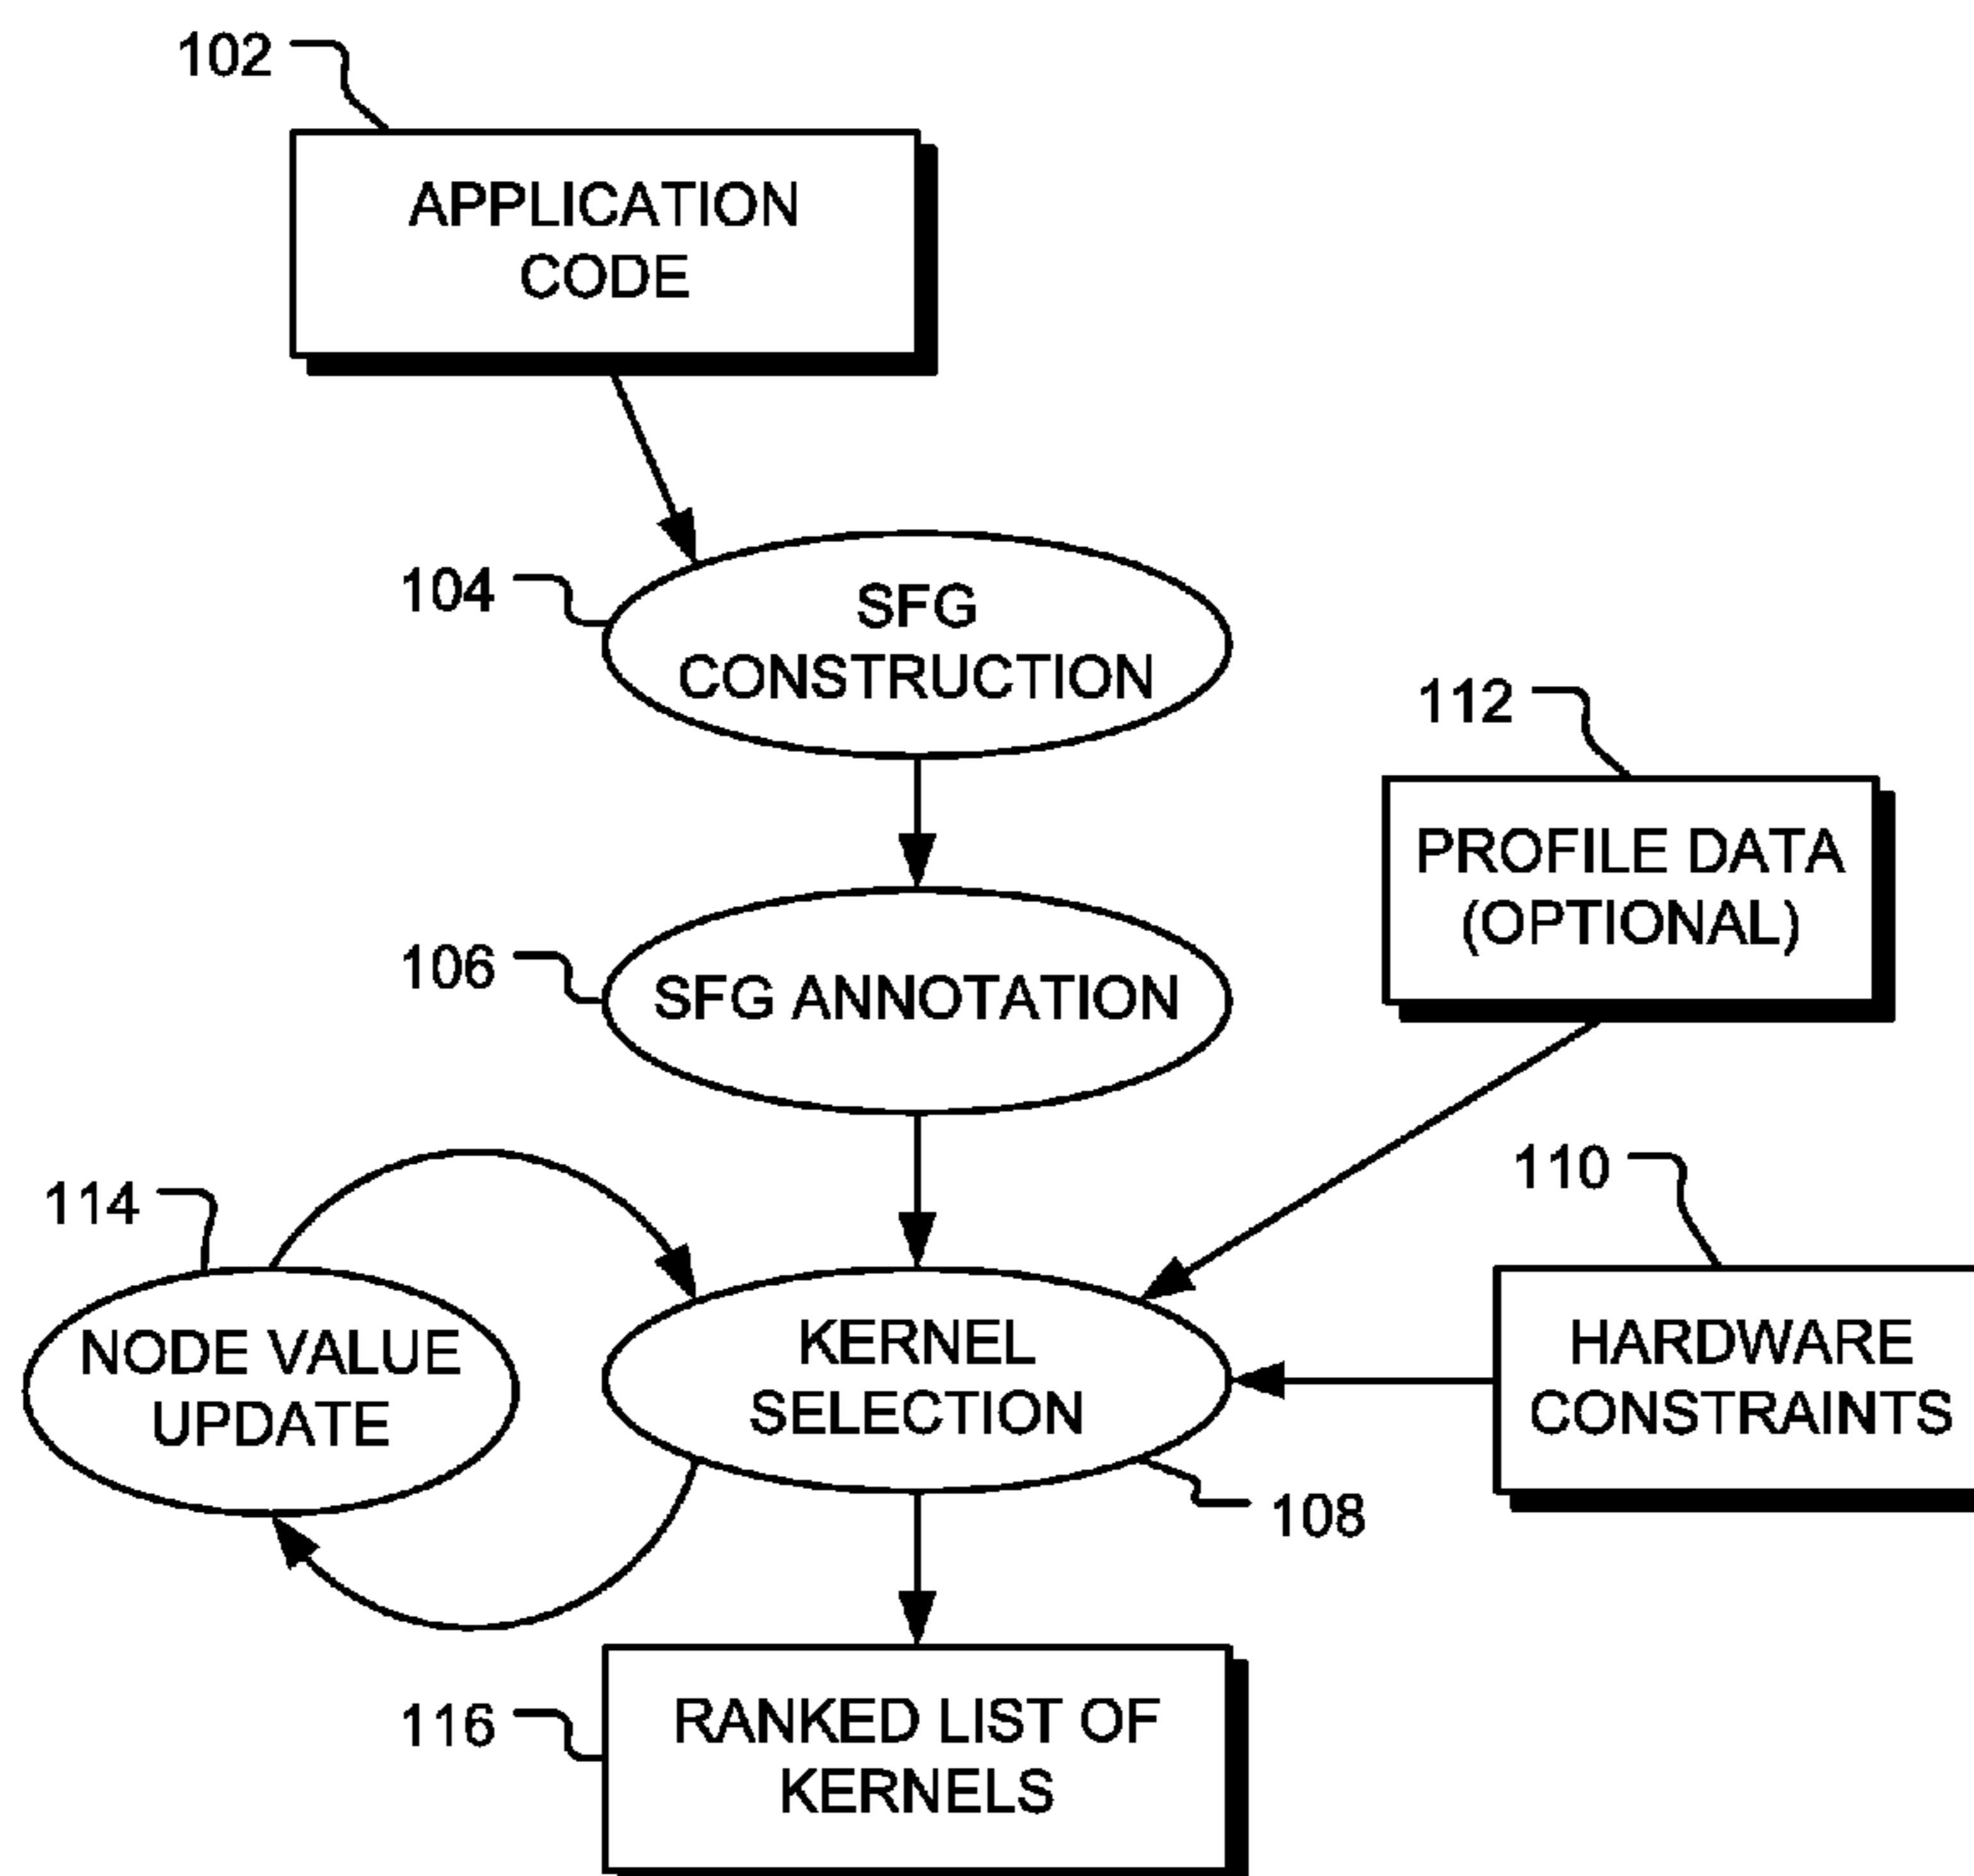 102
APPLICATION
CODE
104
SFG
CONSTRUCTION
112
PROFILE DATA
(OPTIONAL)
106
SFG ANNOTATION
110
114
NODE VALUE
UPDATE
KERNEL
SELECTION
HARDWARE
CONSTRAINTS
108
116
RANKED LIST OF
KERNELS